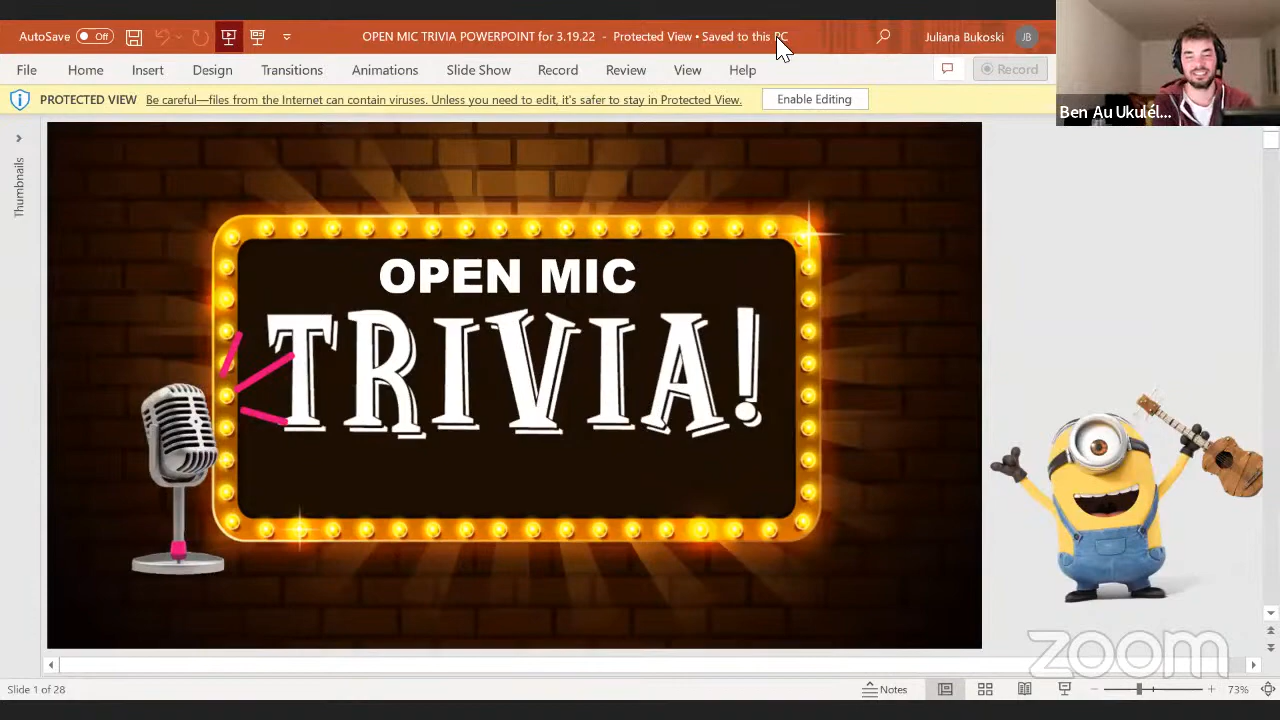 AutoSave Off
OPEN MIC TRIVIA POWERPOINT for 3.19.22 - Protected View • Saved to this PC
Juliana Bukoski JB
File Home Insert Design Transitions Animations Slide Show Record Review View Help
Record
PROTECTED VIEW Be careful—files from the Internet can contain viruses. Unless you need to edit, it's safer to stay in Protected View. Enable Editing
Ben Au Ukulél...
Thumbnails
OPEN MIC
TRIVIA!
zoom
Slide 1 of 28
Notes
73%